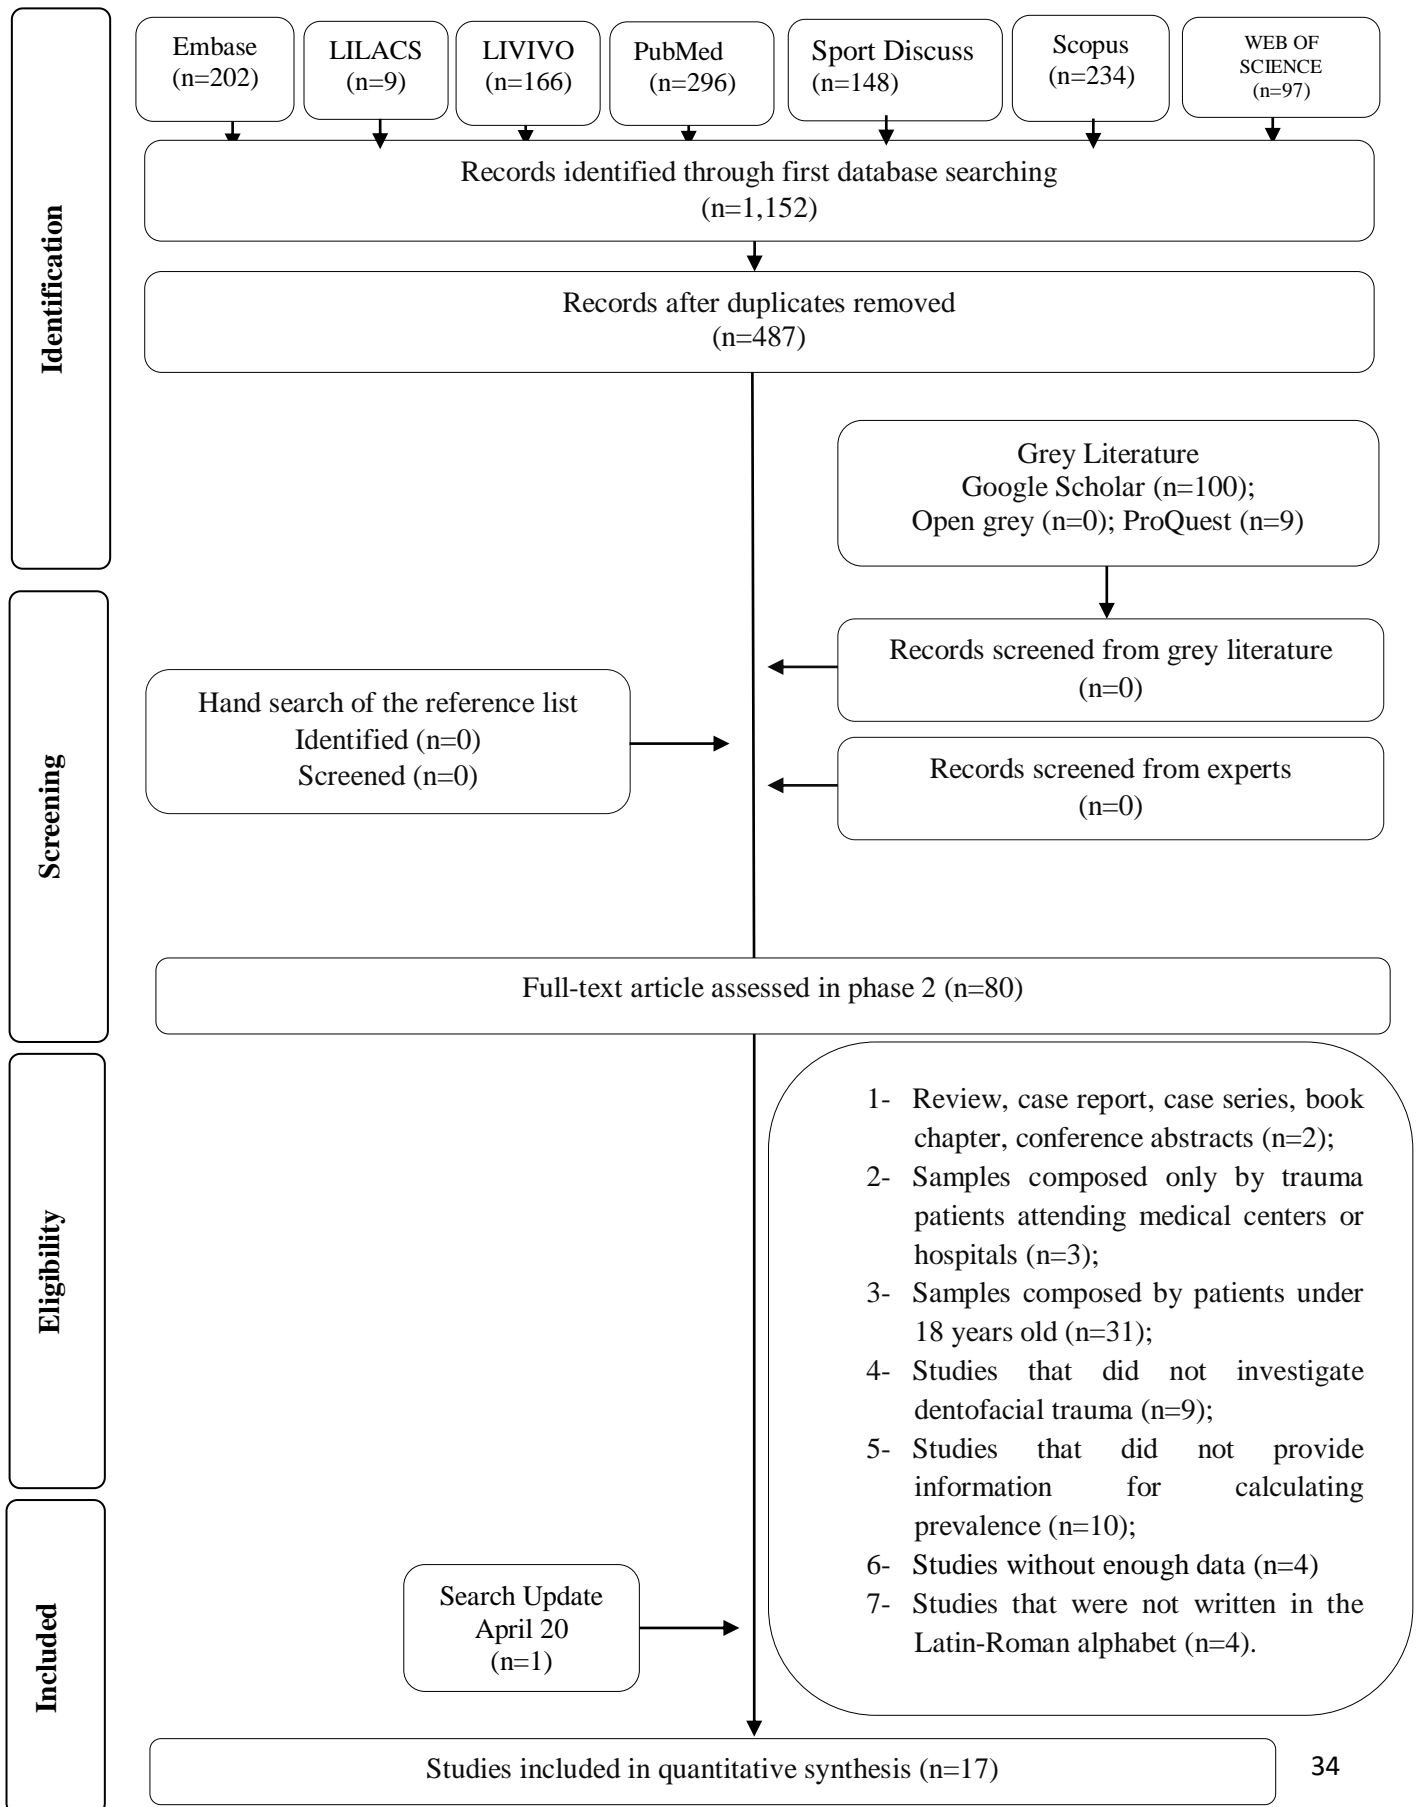 Embase
(n=202)
LILACS
(n=9)
LIVIVO
(n=166)
PubMed
(n=296)
Sport Discuss
(n=148)
Scopus
(n=234)
WEB OF
SCIENCE
(n=97)
Records identified through first database searching
(n=1,152)
Records after duplicates removed
(n=487)
Identification
Grey Literature
Google Scholar (n=100);
Open grey (n=0); ProQuest (n=9)
Records screened from grey literature
(n=0)
Hand search of the reference list
Identified (n=0)
Screened (n=0)
Records screened from experts
(n=0)
Screening
Full-text article assessed in phase 2 (n=80)
1- Review, case report, case series, book
chapter, conference abstracts (n=2);
2- Samples composed only by trauma
patients attending medical centers or
hospitals (n=3);
3- Samples composed by patients under
18 years old (n=31);
4- Studies that did not investigate
dentofacial trauma (n=9);
5- Studies that did not provide
information for calculating
prevalence (n=10);
6- Studies without enough data (n=4)
7- Studies that were not written in the
Latin-Roman alphabet (n=4).
Eligibility
Search Update
April 20
(n=1)
Included
Studies included in quantitative synthesis (n=17)
34